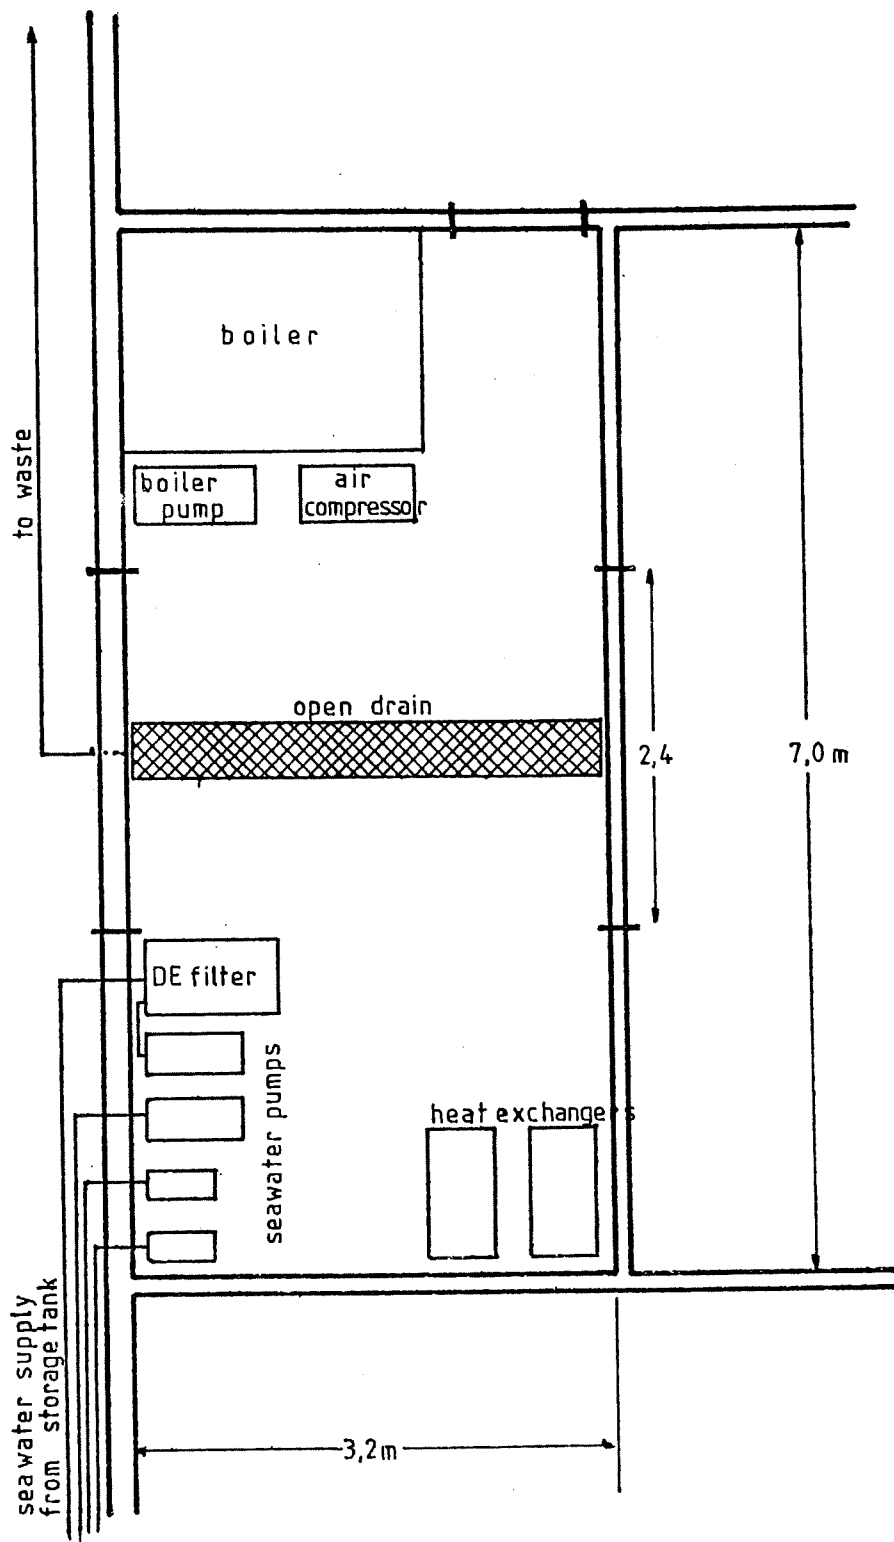 boiler
to waste
boiler
pump
air
compressor
open drain
2,4
7,0 m
DE filter
seawater pumps
heat exchangers
seawater supply
from storage tank
3,2m